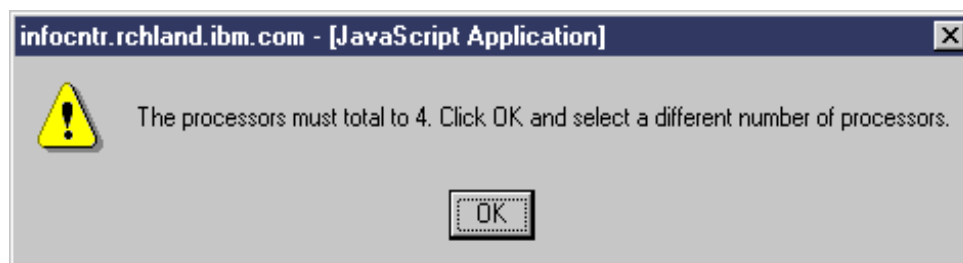 infocntr.rchland.ibm.com - [JavaScript Application]
The processors must total to 4. Click OK and select a different number of processors.
OK